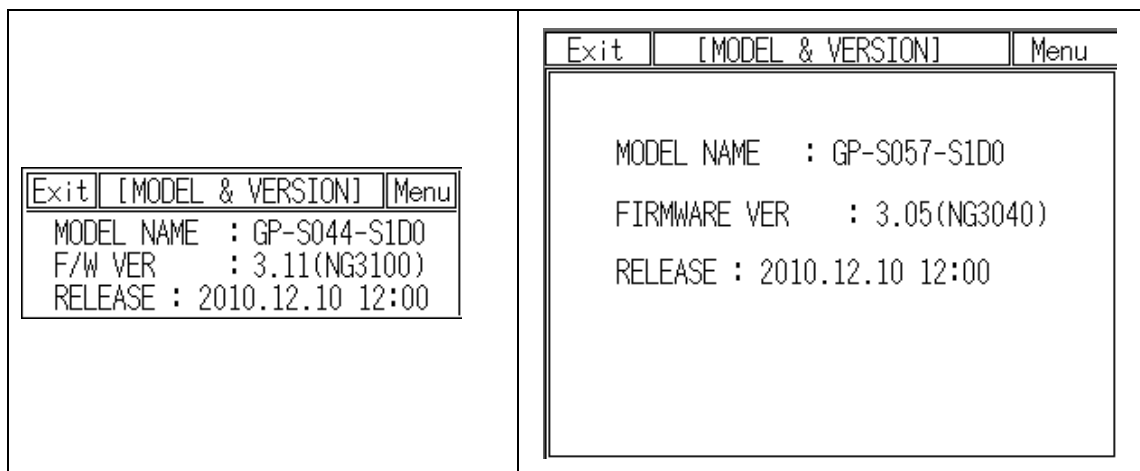 Exit [MODEL & VERSION] Menu
MODEL NAME : GP-S044-S1D0
F/W VER : 3.11(NG3100)
RELEASE : 2010.12.10 12:00
Exit [MODEL & VERSION] Menu
MODEL NAME : GP-S057-S1D0
FIRMWARE VER : 3.05(NG3040)
RELEASE : 2010.12.10 12:00